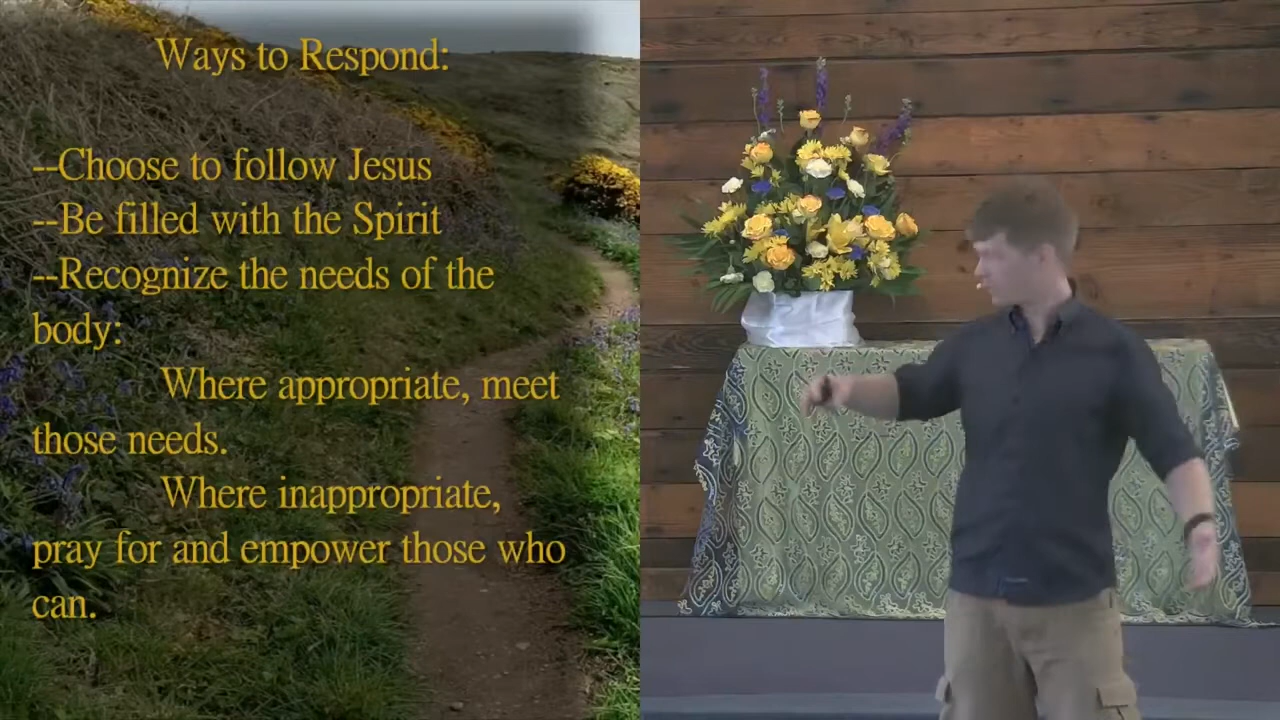 Ways to Respond:
--Choose to follow Jesus
--Be filled with the Spirit
--Recognize the needs of the
body:
Where appropriate, meet
those needs.
Where inappropriate,
pray for and empower those who
can.